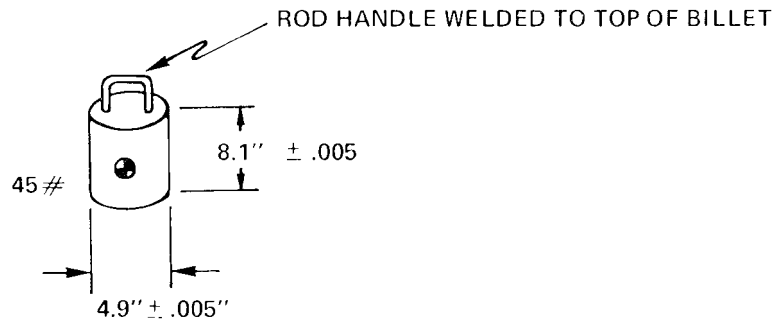 ROD HANDLE WELDED TO TOP OF BILLET
8.1" ± .005
45#
4.9" ± .005"